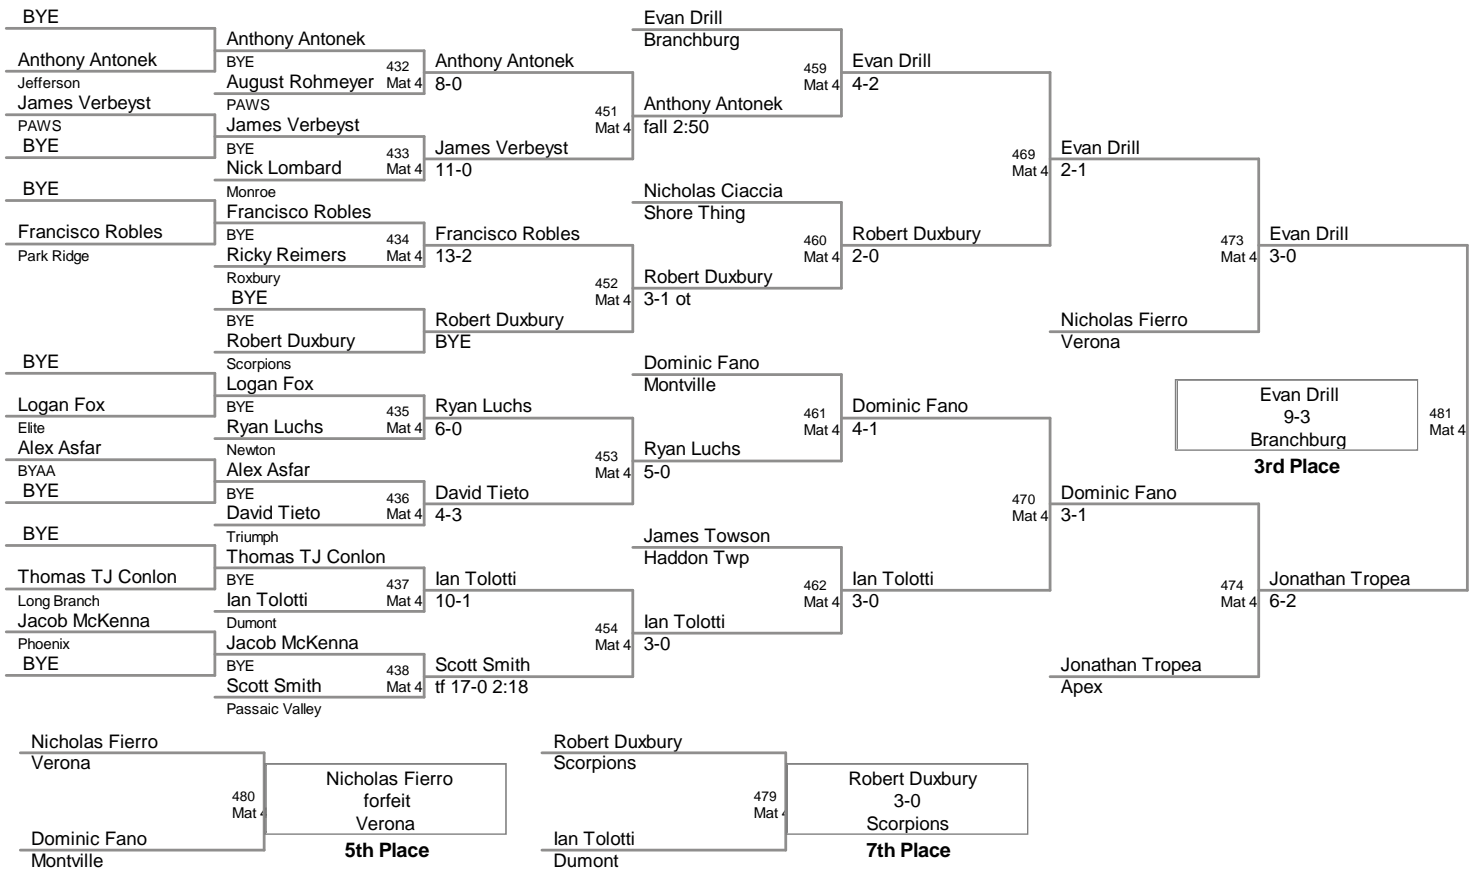 BYE
Anthony Antonek
Jefferson
James Verbeyst
PAWS
BYE
BYE
Francisco Robles
Park Ridge
BYE
Logan Fox
Elite
Alex Asfar
BYAA
BYE
BYE
Thomas TJ Conlon
Long Branch
Jacob McKenna
Phoenix
BYE
Anthony Antonek
BYE
432
August Rohmeyer
Mat 4
PAWS
James Verbeyst
BYE
433
Nick Lombard
Mat 4
Monroe
Francisco Robles
BYE
434
Ricky Reimers
Mat 4
Roxbury
BYE
BYE
Robert Duxbury
Scorpions
Logan Fox
BYE
435
Ryan Luchs
Mat 4
Newton
Alex Asfar
BYE
436
David Tieto
Mat 4
Triumph
Thomas TJ Conlon
BYE
437
Ian Tolotti
Mat 4
Dumont
Jacob McKenna
BYE
438
Scott Smith
Mat 4
Passaic Valley
Anthony Antonek
8-0
451
Mat 4
James Verbeyst
11-0
Francisco Robles
13-2
452
Mat 4
Robert Duxbury
BYE
Ryan Luchs
6-0
453
Mat 4
David Tieto
4-3
Ian Tolotti
10-1
454
Mat 4
Scott Smith
tf 17-0 2:18
Evan Drill
Branchburg
459
Mat 4
Anthony Antonek
fall 2:50
Nicholas Ciaccia
Shore Thing
460
Mat 4
Robert Duxbury
3-1 ot
Dominic Fano
Montville
461
Mat 4
Ryan Luchs
5-0
James Towson
Haddon Twp
462
Mat 4
Ian Tolotti
3-0
Evan Drill
4-2
469
Mat 4
Robert Duxbury
2-0
Dominic Fano
4-1
470
Mat 4
Ian Tolotti
3-0
Evan Drill
2-1
473
Mat 4
Nicholas Fierro
Verona
Dominic Fano
3-1
474
Mat 4
Jonathan Tropea
Apex
Evan Drill
3-0
Jonathan Tropea
6-2
481
Mat 4
Evan Drill
9-3
Branchburg
3rd Place
Nicholas Fierro
Verona
480
Mat 4
Dominic Fano
Montville
Nicholas Fierro
forfeit
Verona
5th Place
Robert Duxbury
Scorpions
479
Mat 4
Ian Tolotti
Dumont
Robert Duxbury
3-0
Scorpions
7th Place